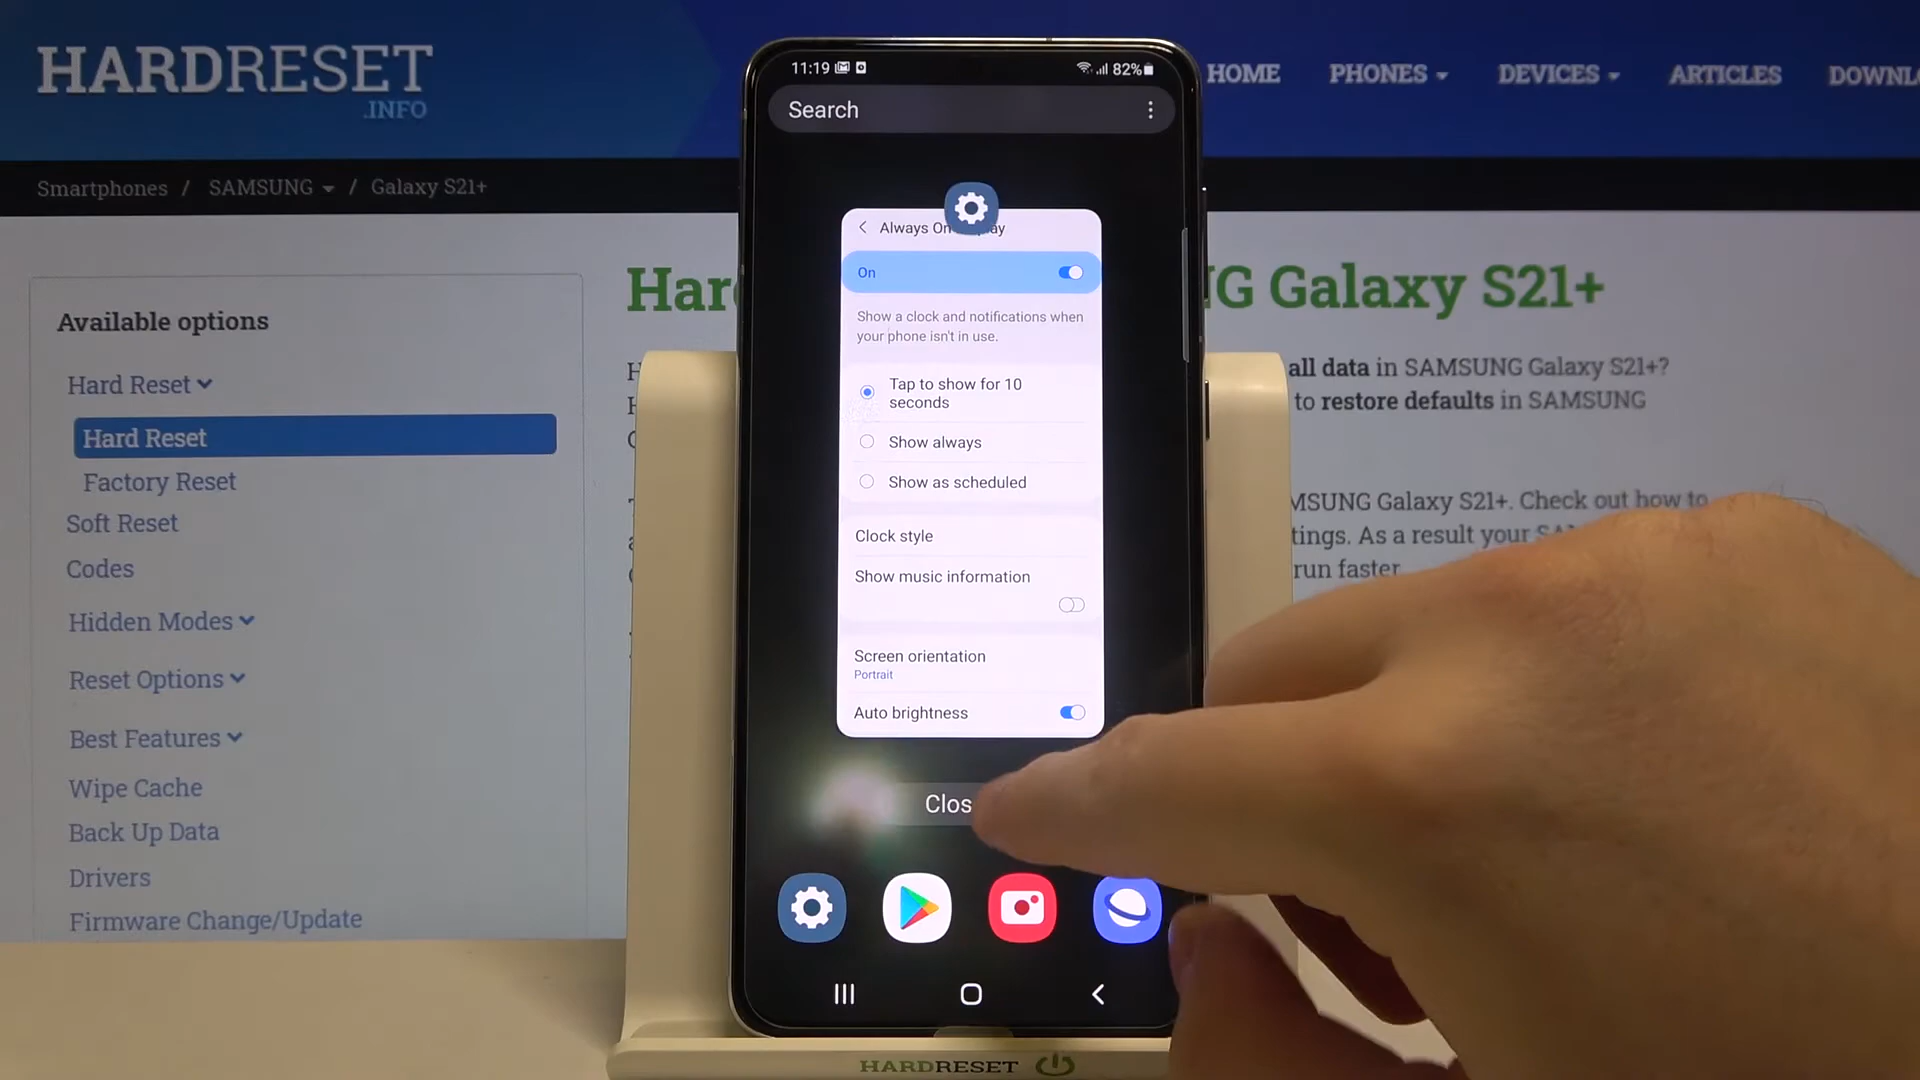 HARDRESET
.INFO
HOME
PHONES
DEVICES
ARTICLES
Smartphones / SAMSUNG / Galaxy S21+
Available options
Hard Reset
Hard Reset
Factory Reset
Soft Reset
Codes
Hidden Modes
Reset Options
Best Features
Wipe Cache
Back Up Data
Drivers
Firmware Change/Update
11:19
82%
Search
Always On
On
Show a clock and notifications when
your phone isn't in use.
Tap to show for 10
seconds
Show always
Show as scheduled
Clock style
Show music information
Screen orientation
Portrait
Auto brightness
Galaxy S21+
all data in SAMSUNG Galaxy S21+?
to restore defaults in SAMSUNG
Galaxy S21+. Check out how to
As a result your
run faster
HARDRESET